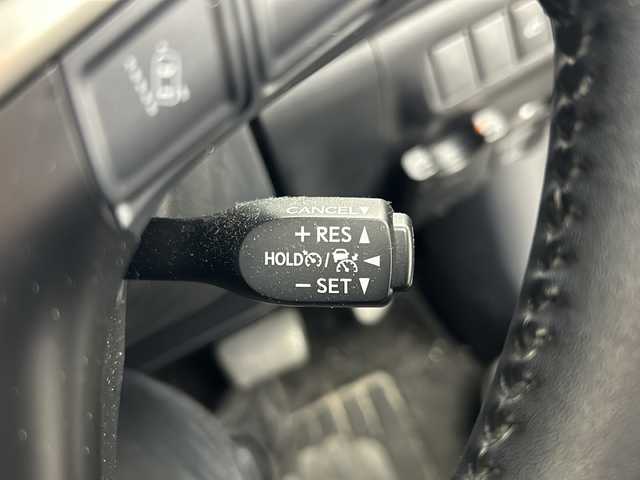 CANCEL▼
+ RES ▲
HOLD / ◄
− SET ▼